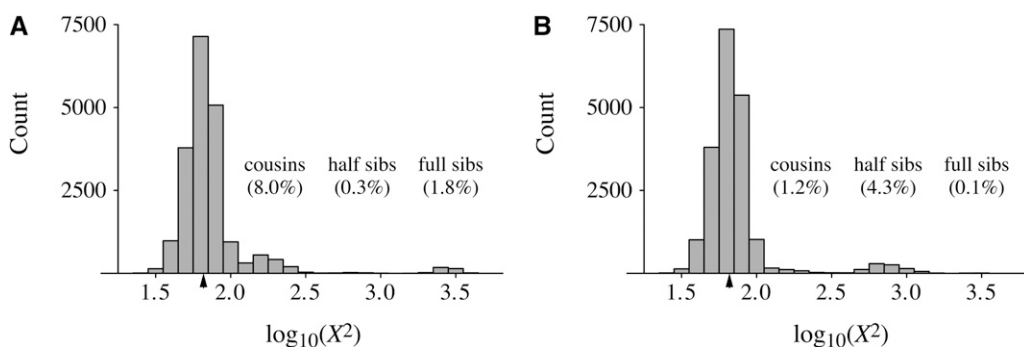 A
7500
5000
2500
Count
cousins half sibs full sibs
(8.0%) (0.3%) (1.8%)
1.5 2.0 2.5 3.0 3.5
log10(X2)
B
7500
5000
2500
Count
cousins half sibs full sibs
(1.2%) (4.3%) (0.1%)
1.5 2.0 2.5 3.0 3.5
log10(X2)